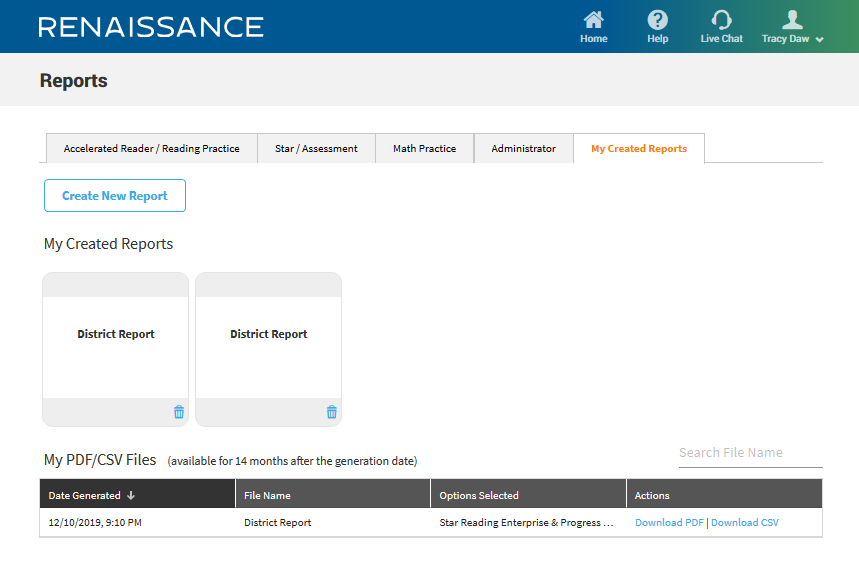 RENAISSANCE
Home
Help
Live Chat
Tracy Daw
Reports
Accelerated Reader / Reading Practice
Star / Assessment
Math Practice
Administrator
My Created Reports
Create New Report
My Created Reports
District Report
District Report
My PDF/CSV Files (available for 14 months after the generation date)
Search File Name
Date Generated File Name Options Selected Actions
12/10/2019, 9:10 PM District Report Star Reading Enterprise & Progress ... Download PDF | Download CSV